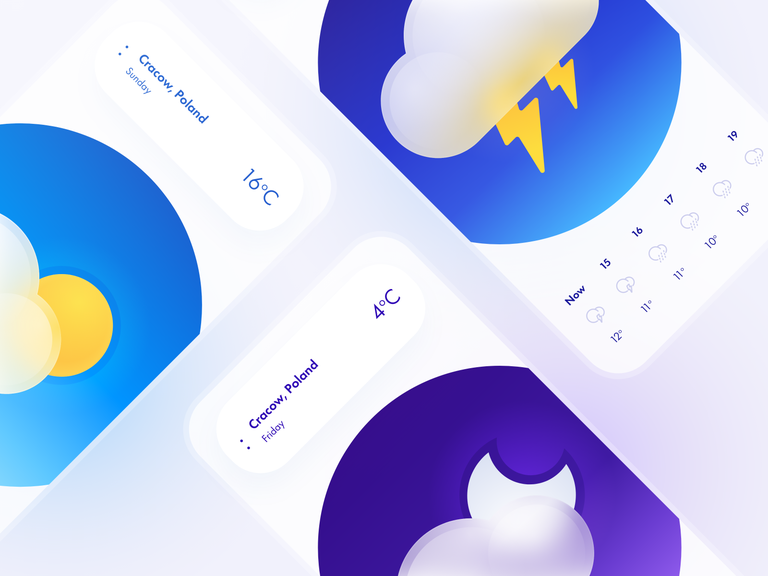 Cracow, Poland
Sunday
16°C
4°C
Cracow, Poland
Friday
Now 15 16 17 18 19
12° 11° 11° 10° 10°